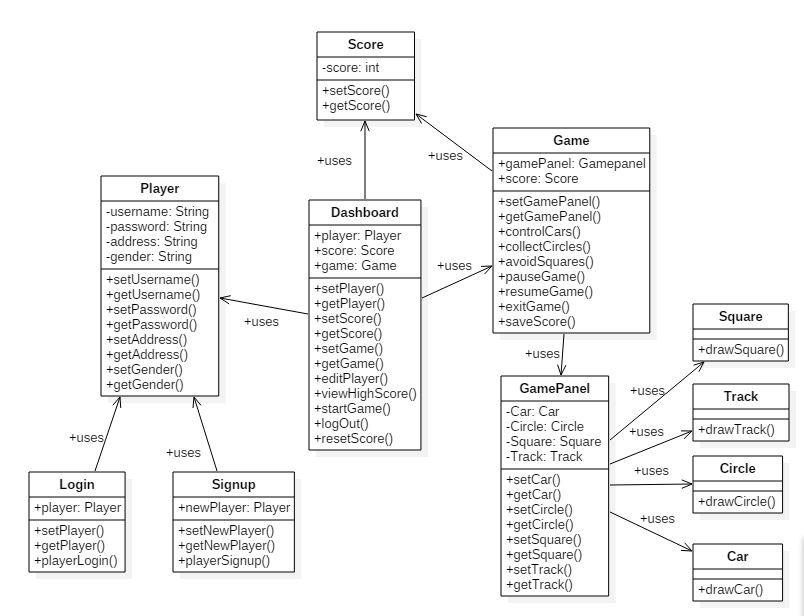 Score
-score: int
+setScore()
+getScore()
+uses
+uses
Game
+gamePanel: Gamepanel
+score: Score
+setGamePanel()
+getGamePanel()
+controlCars()
+collectCircles()
+avoidSquares()
+pauseGame()
+resumeGame()
+exitGame()
+saveScore()
Player
-username: String
-password: String
-address: String
-gender: String
+setUsername()
+getUsername()
+setPassword()
+getPassword()
+setAddress()
+getAddress()
+setGender()
+getGender()
Dashboard
+player: Player
+score: Score
+game: Game
+setPlayer()
+getPlayer()
+setScore()
+getScore()
+setGame()
+getGame()
+editPlayer()
+viewHighScore()
+startGame()
+logOut()
+resetScore()
+uses
+uses
+uses
+uses
+uses
Login
+player: Player
+setPlayer()
+getPlayer()
+playerLogin()
Signup
+newPlayer: Player
+setNewPlayer()
+getNewPlayer()
+playerSignup()
GamePanel
-Car: Car
-Circle: Circle
-Square: Square
-Track: Track
+setCar()
+getCar()
+setCircle()
+getCircle()
+setSquare()
+getSquare()
+setTrack()
+getTrack()
+uses
+uses
+uses
+uses
Square
+drawSquare()
Track
+drawTrack()
Circle
+drawCircle()
Car
+drawCar()